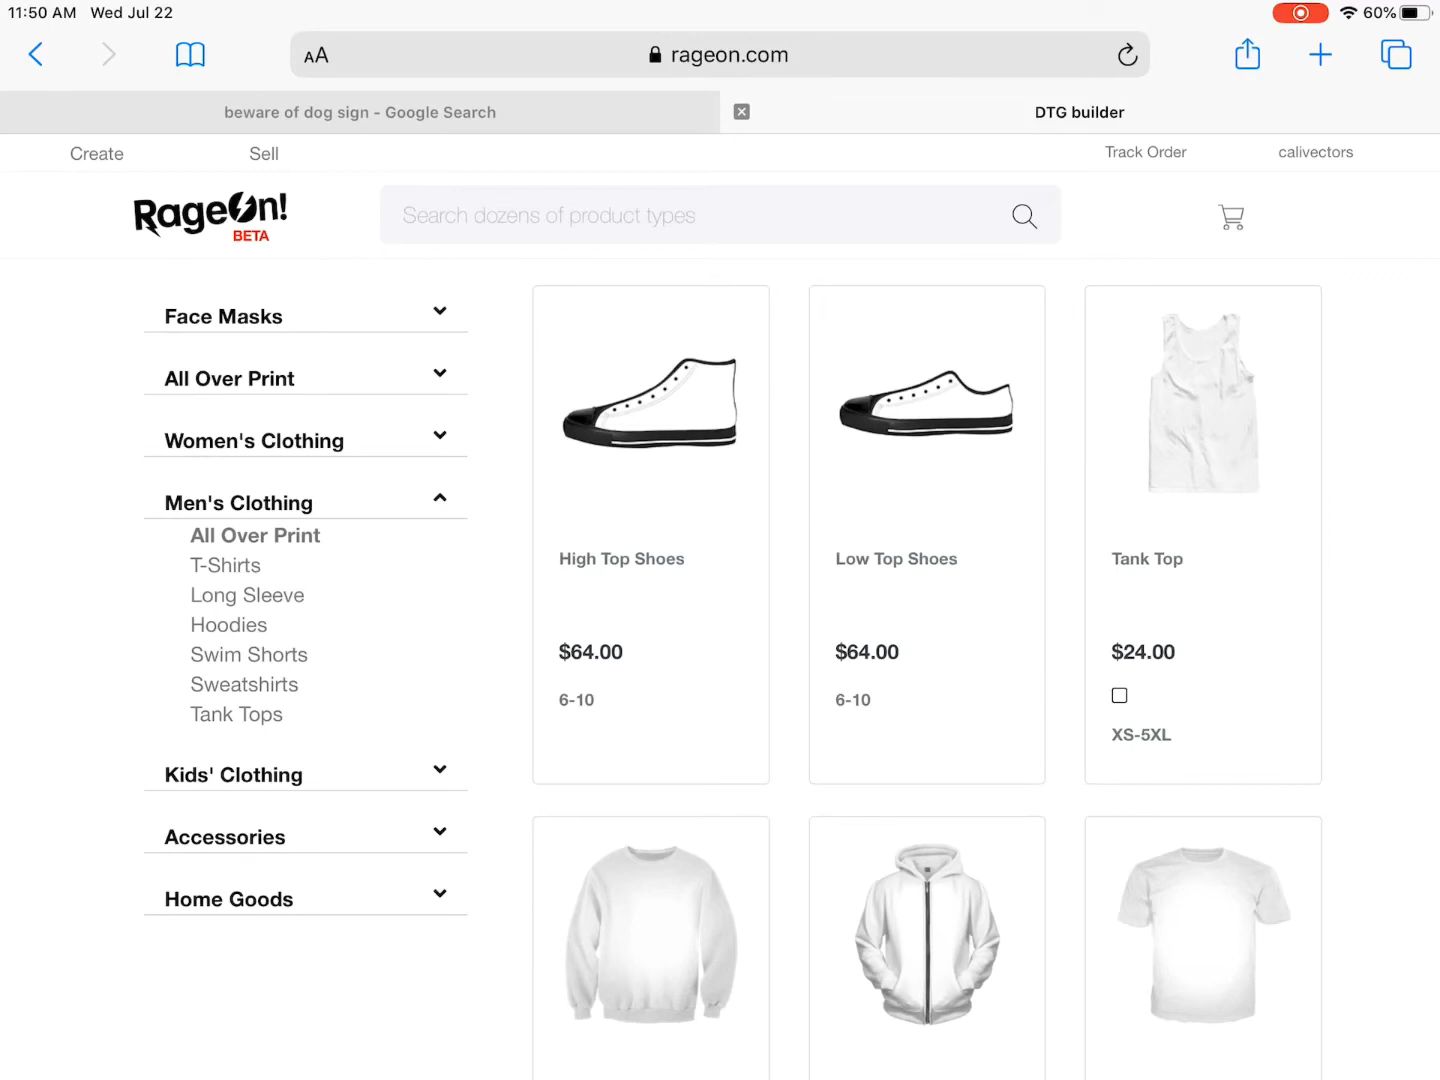 11:50 AM Wed Jul 22
60%
AA
rageon.com
beware of dog sign - Google Search
DTG builder
Create
Sell
Track Order
calivectors
RageOn!
BETA
Search dozens of product types
Face Masks
All Over Print
Women's Clothing
Men's Clothing
All Over Print
T-Shirts
Long Sleeve
Hoodies
Swim Shorts
Sweatshirts
Tank Tops
Kids' Clothing
Accessories
Home Goods
High Top Shoes
$64.00
6-10
Low Top Shoes
$64.00
6-10
Tank Top
$24.00
XS-5XL